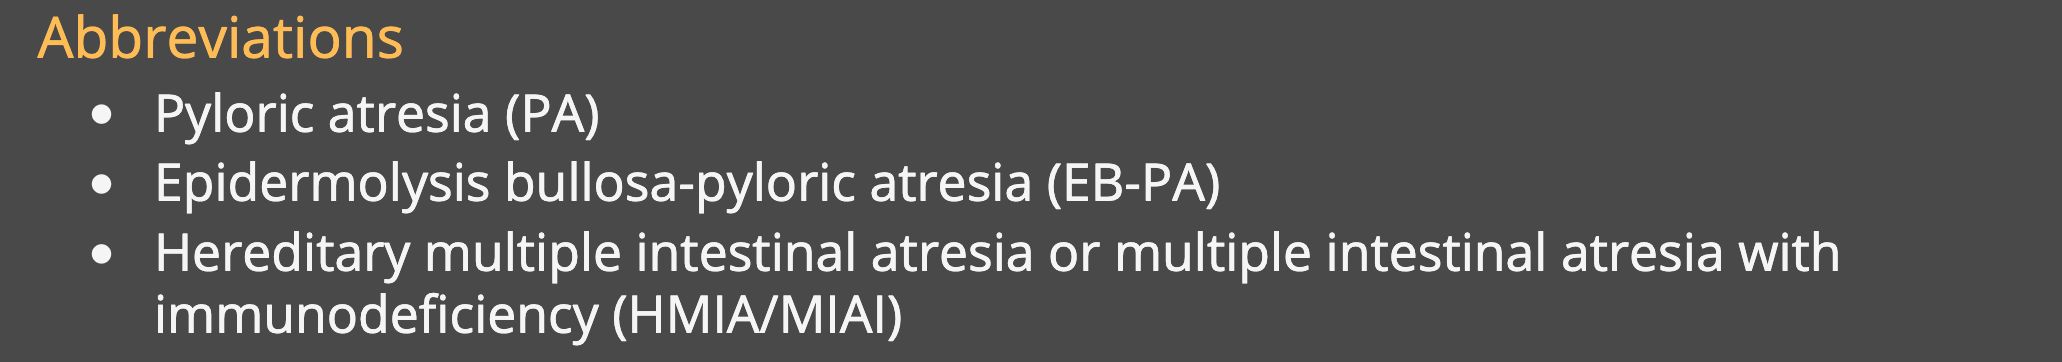 Abbreviations
• Pyloric atresia (PA)
• Epidermolysis bullosa-pyloric atresia (EB-PA)
• Hereditary multiple intestinal atresia or multiple intestinal atresia with
immunodeficiency (HMIA/MIAI)